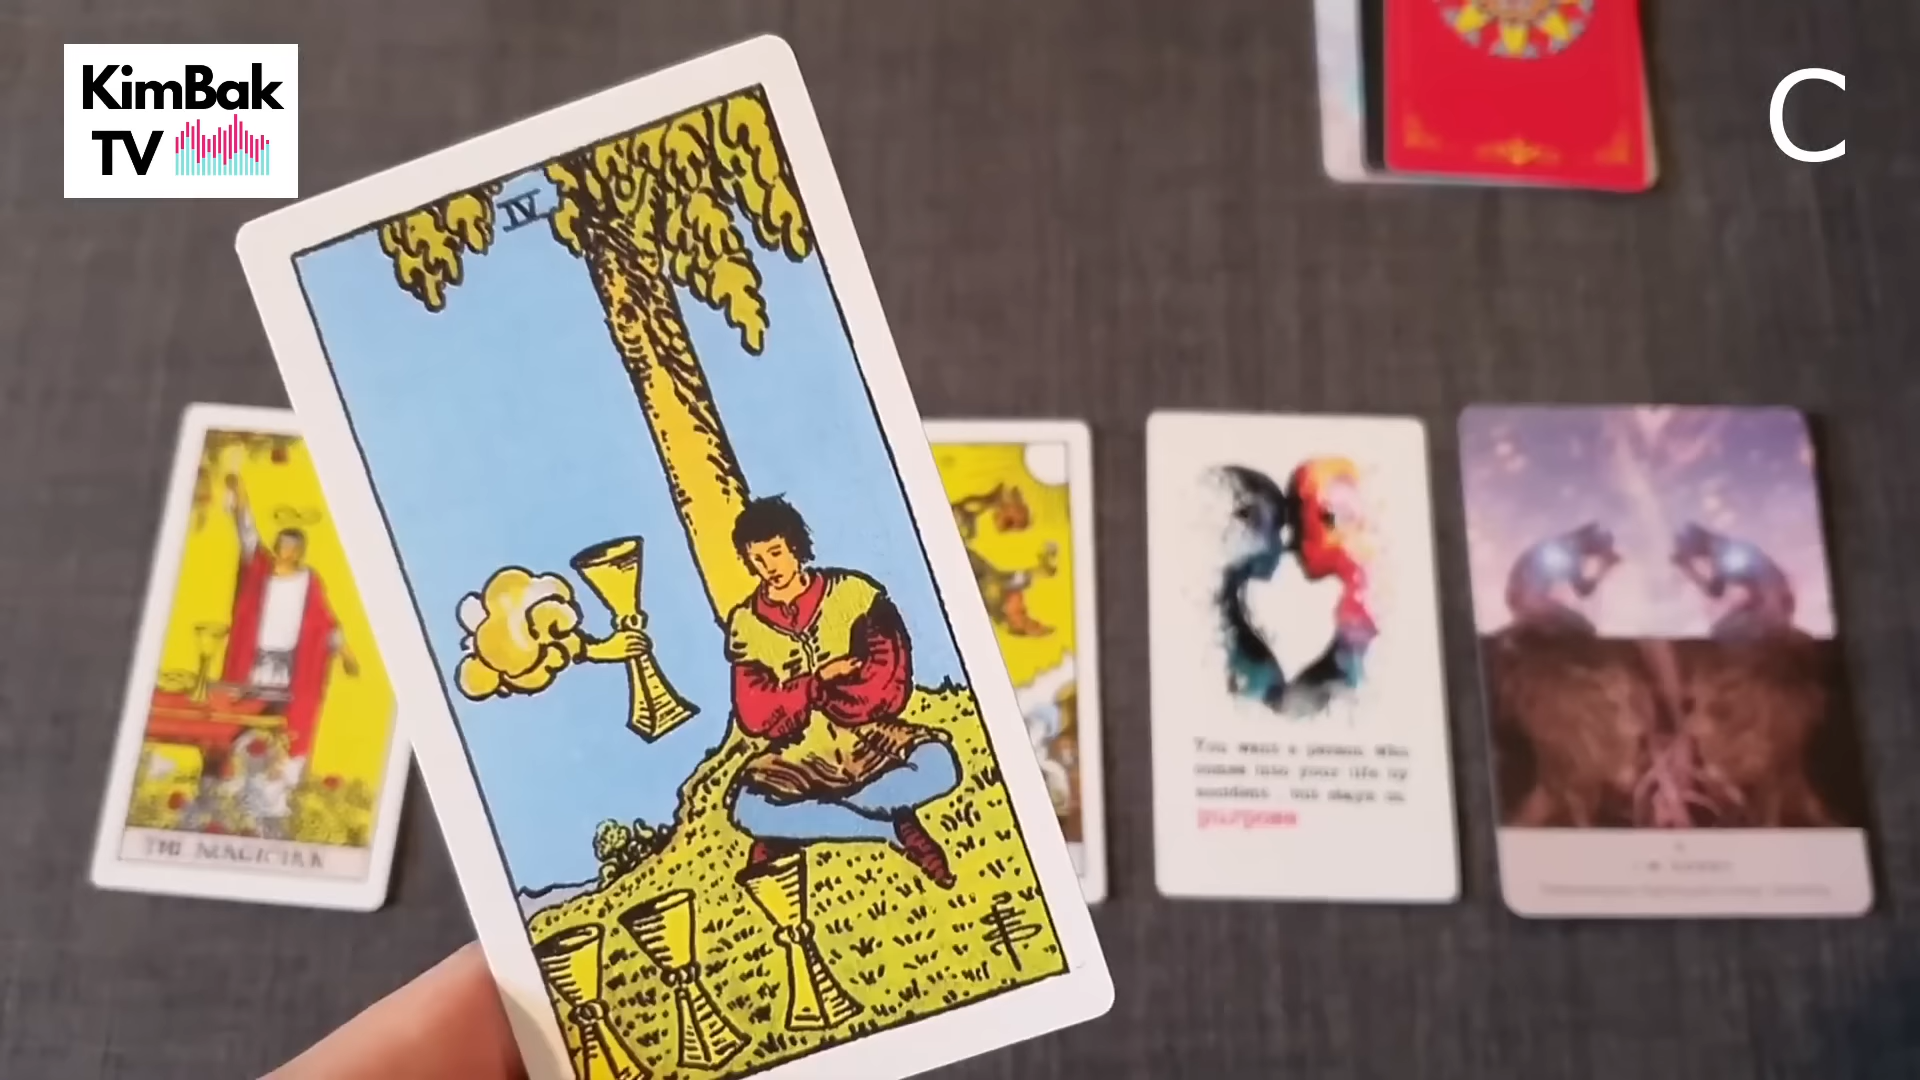 KimBak
TV
C
IV
THE MAGICIAN
You want a person who
comes into your life by
accident but stays on
purpose